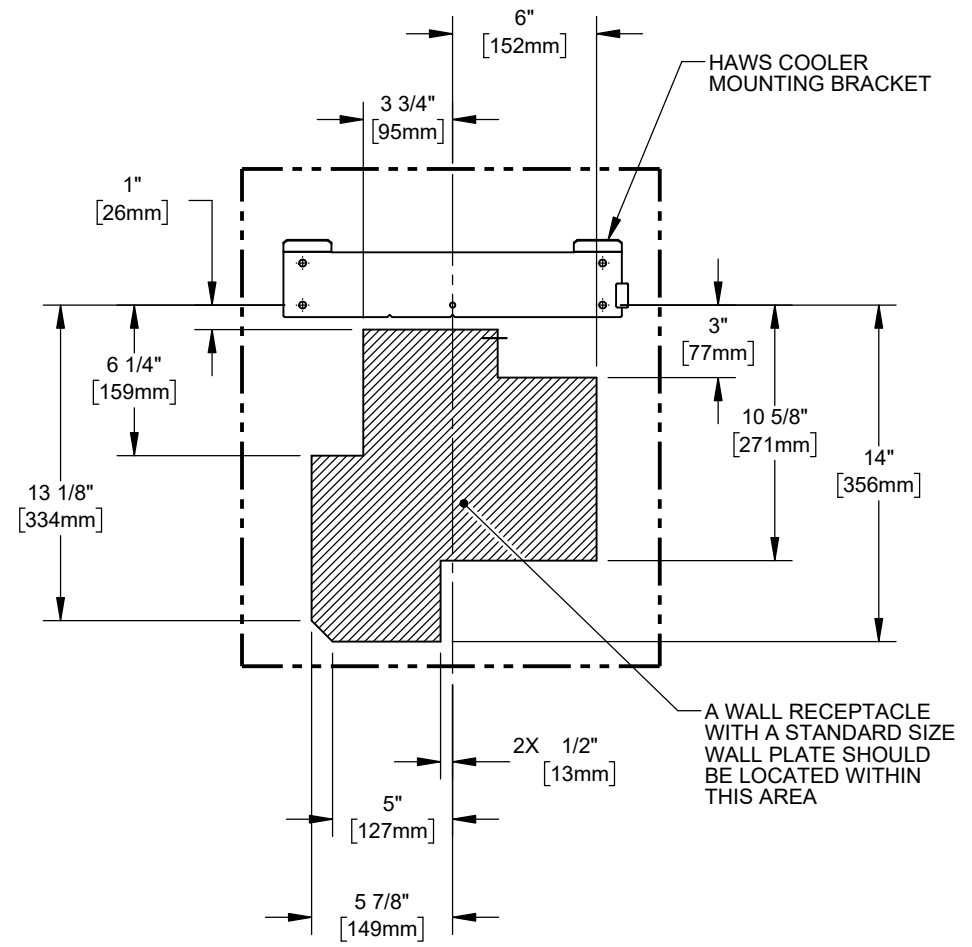 6"
[152mm]
HAWS COOLER
MOUNTING BRACKET
3 3/4"
[95mm]
1"
[26mm]
3"
[77mm]
6 1/4"
[159mm]
10 5/8"
[271mm]
14"
[356mm]
13 1/8"
[334mm]
A WALL RECEPTACLE
WITH A STANDARD SIZE
WALL PLATE SHOULD
BE LOCATED WITHIN
THIS AREA
2X 1/2"
[13mm]
5"
[127mm]
5 7/8"
[149mm]